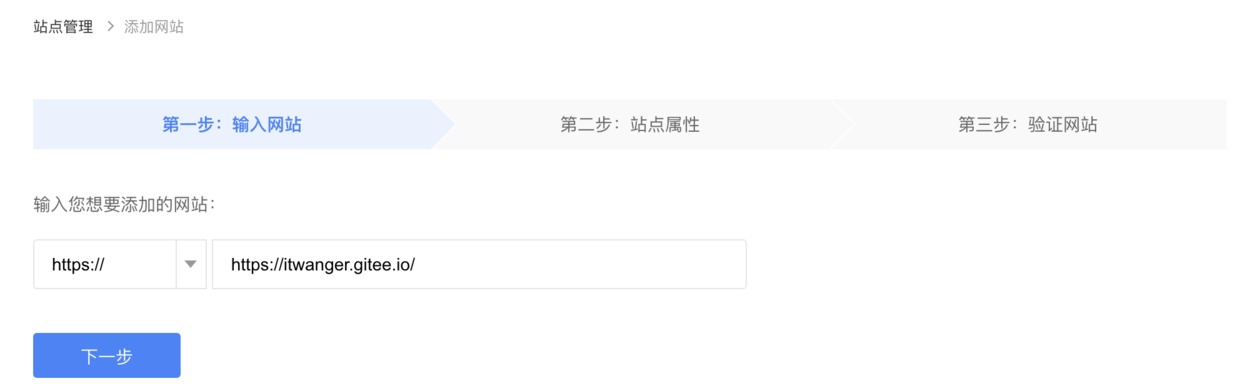 站点管理 > 添加网站
第一步：输入网站 第二步：站点属性 第三步：验证网站
输入您想要添加的网站：
https:// https://itwanger.gitee.io/
下一步